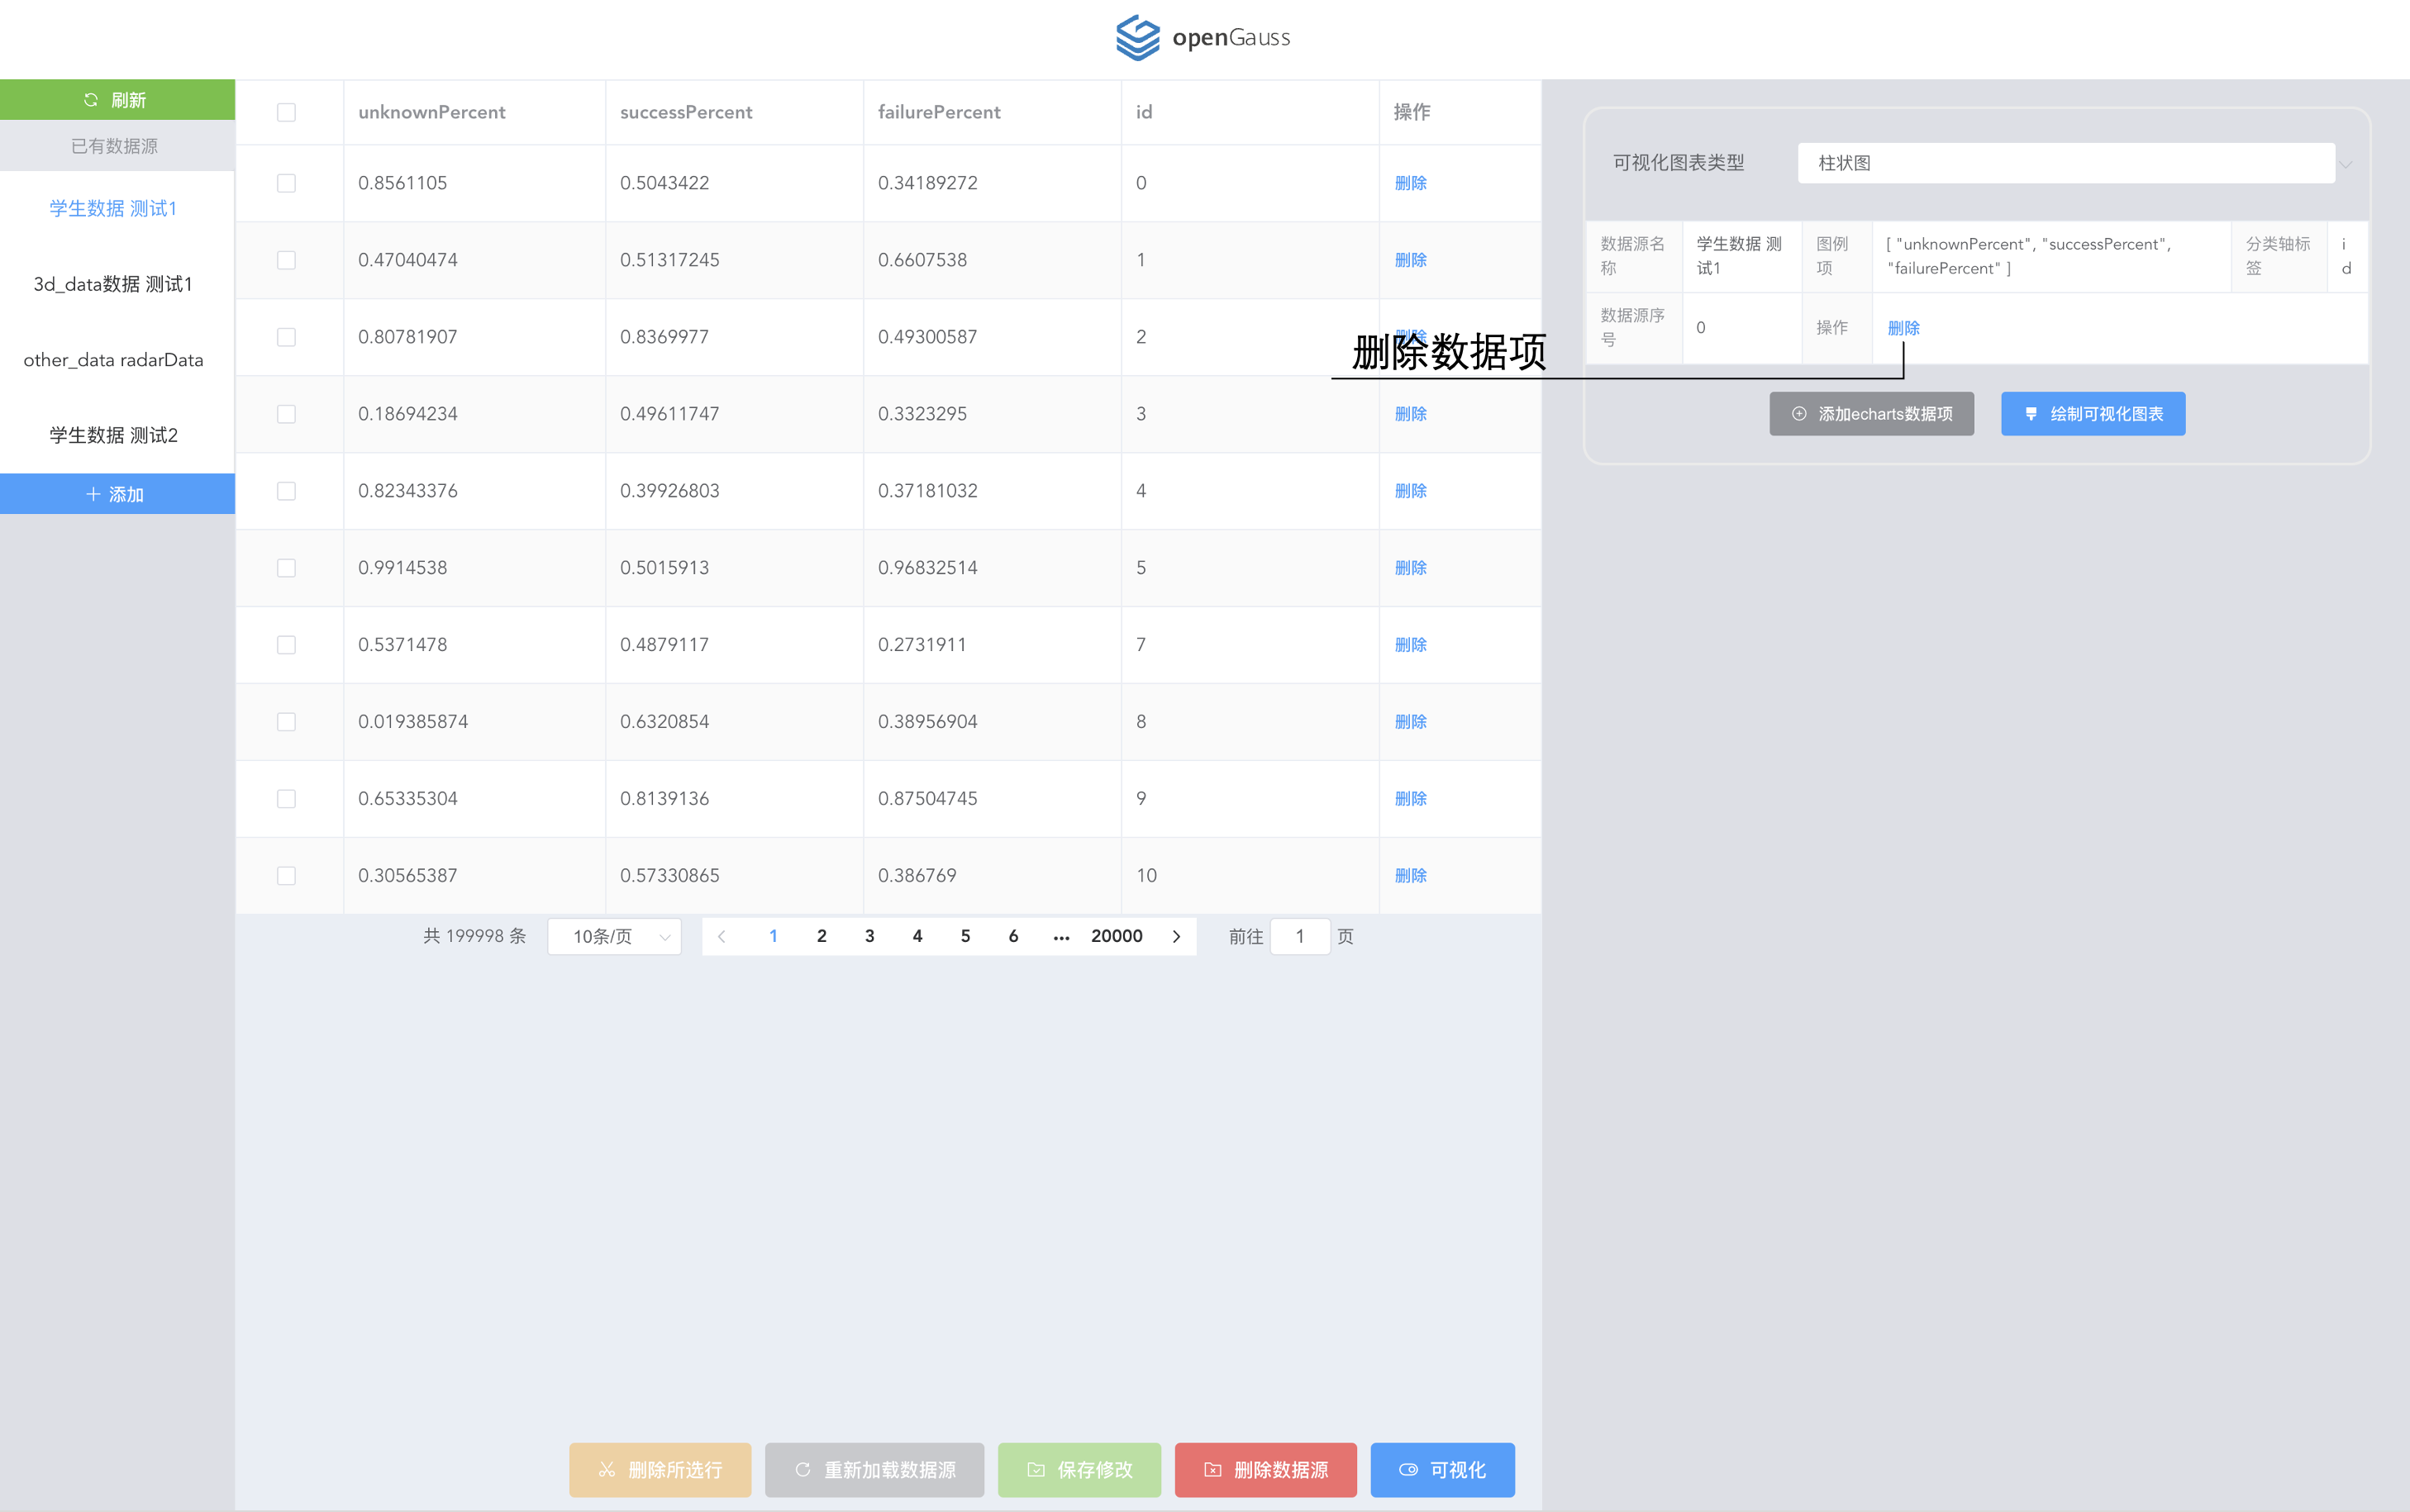 openGauss
刷新
已有数据源
学生数据 测试1
3d_data数据 测试1
other_data radarData
学生数据 测试2
添加
unknownPercent successPercent failurePercent id 操作
0.8561105 0.5043422 0.34189272 0 删除
0.47040474 0.51317245 0.6607538 1 删除
0.80781907 0.8369977 0.49300587 2 删除
0.18694234 0.49611747 0.3323295 3 删除
0.82343376 0.39926803 0.37181032 4 删除
0.9914538 0.5015913 0.96832514 5 删除
0.5371478 0.4879117 0.2731911 7 删除
0.019385874 0.6320854 0.38956904 8 删除
0.65335304 0.8139136 0.87504745 9 删除
0.30565387 0.57330865 0.386769 10 删除
共 199998 条 10条/页 1 2 3 4 5 6 ••• 20000 前往 1 页
删除所选行 重新加载数据源 保存修改 删除数据源 可视化
可视化图表类型 柱状图
数据源名称 学生数据 测试1 图例项 [ "unknownPercent", "successPercent", "failurePercent" ] 分类轴标签 id
数据源序号 0 操作 删除
删除数据项
添加echarts数据项 绘制可视化图表